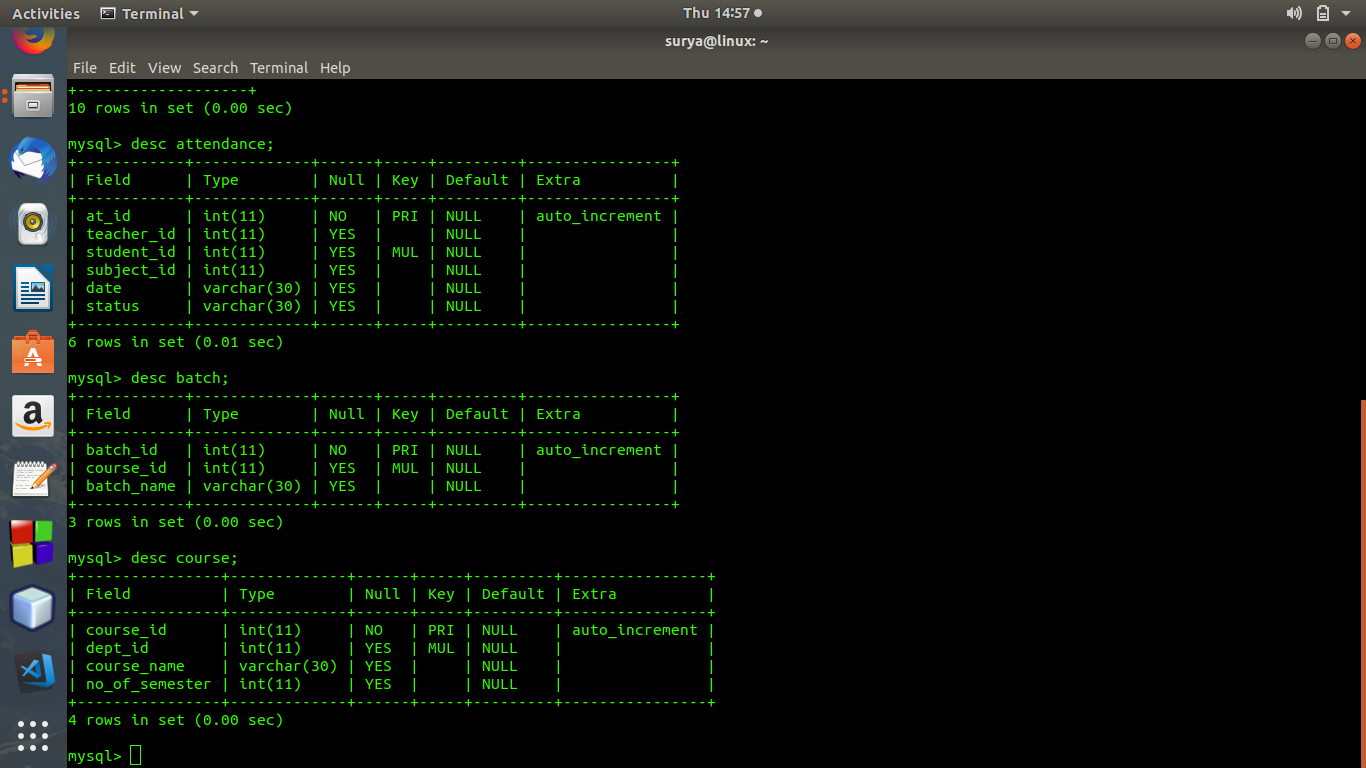 Activities Terminal Thu 14:57
surya@linux: ~
File Edit View Search Terminal Help
+-------------------+
10 rows in set (0.00 sec)
mysql> desc attendance;
+------------+-------------+------+-----+---------+----------------+
| Field      | Type        | Null | Key | Default | Extra          |
+------------+-------------+------+-----+---------+----------------+
| at_id      | int(11)     | NO   | PRI | NULL    | auto_increment |
| teacher_id | int(11)     | YES  |     | NULL    |                |
| student_id | int(11)     | YES  | MUL | NULL    |                |
| subject_id | int(11)     | YES  |     | NULL    |                |
| date       | varchar(30) | YES  |     | NULL    |                |
| status     | varchar(30) | YES  |     | NULL    |                |
+------------+-------------+------+-----+---------+----------------+
6 rows in set (0.01 sec)
mysql> desc batch;
+------------+-------------+------+-----+---------+----------------+
| Field      | Type        | Null | Key | Default | Extra          |
+------------+-------------+------+-----+---------+----------------+
| batch_id   | int(11)     | NO   | PRI | NULL    | auto_increment |
| course_id  | int(11)     | YES  | MUL | NULL    |                |
| batch_name | varchar(30) | YES  |     | NULL    |                |
+------------+-------------+------+-----+---------+----------------+
3 rows in set (0.00 sec)
mysql> desc course;
+----------------+-------------+------+-----+---------+----------------+
| Field          | Type        | Null | Key | Default | Extra          |
+----------------+-------------+------+-----+---------+----------------+
| course_id      | int(11)     | NO   | PRI | NULL    | auto_increment |
| dept_id        | int(11)     | YES  | MUL | NULL    |                |
| course_name    | varchar(30) | YES  |     | NULL    |                |
| no_of_semester | int(11)     | YES  |     | NULL    |                |
+----------------+-------------+------+-----+---------+----------------+
4 rows in set (0.00 sec)
mysql>